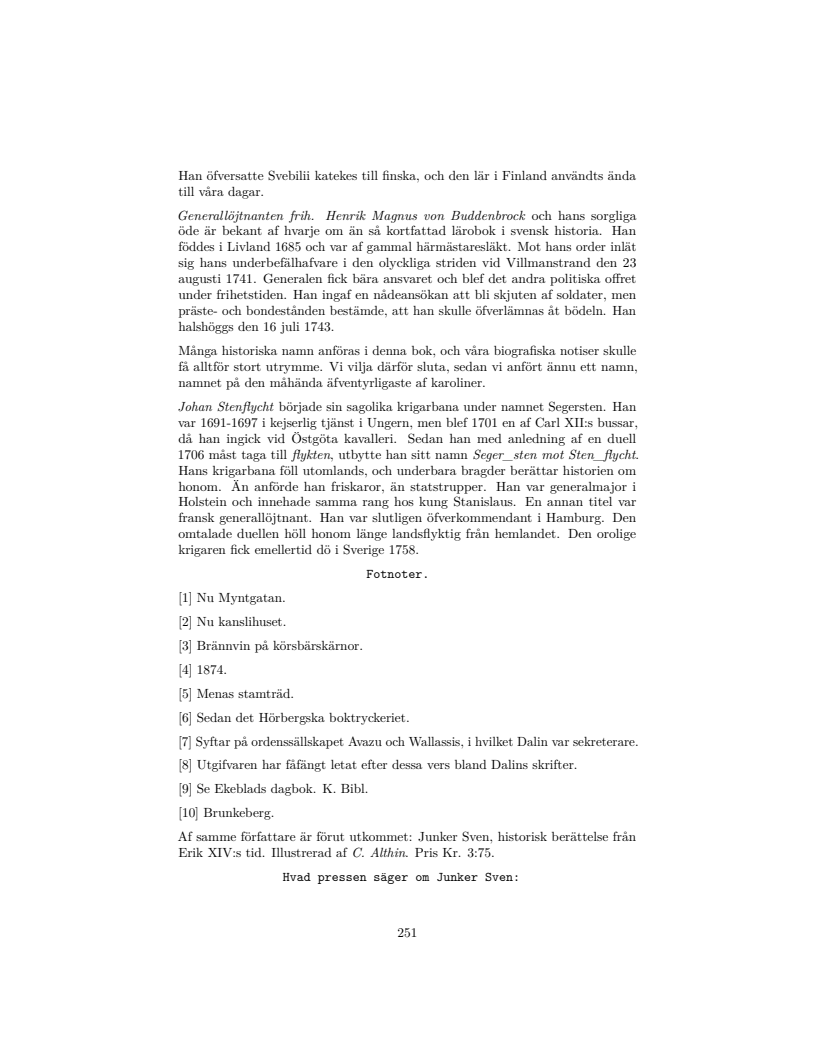 Han öfversatte Svebilii katekes till finska, och den lär i Finland användts ända
till våra dagar.
Generallöjtnanten frih. Henrik Magnus von Buddenbrock och hans sorgliga
öde är bekant af hvarje om än så kortfattad lärobok i svensk historia. Han
föddes i Livland 1685 och var af gammal härmästaresläkt. Mot hans order inlät
sig hans underbefälhafvare i den olyckliga striden vid Villmanstrand den 23
augusti 1741. Generalen fick bära ansvaret och blef det andra politiska offret
under frihetstiden. Han ingaf en nådeansökan att bli skjuten af soldater, men
präste- och bondestånden bestämde, att han skulle öfverlämnas åt bödeln. Han
halshöggs den 16 juli 1743.
Många historiska namn anföras i denna bok, och våra biografiska notiser skulle
få alltför stort utrymme. Vi vilja därför sluta, sedan vi anfört ännu ett namn,
namnet på den måhända äfventyrligaste af karoliner.
Johan Stenflycht började sin sagolika krigarbana under namnet Segersten. Han
var 1691-1697 i kejserlig tjänst i Ungern, men blef 1701 en af Carl XII:s bussar,
då han ingick vid Östgöta kavalleri. Sedan han med anledning af en duell
1706 måst taga till flykten, utbytte han sitt namn Seger_sten mot Sten_flycht.
Hans krigarbana föll utomlands, och underbara bragder berättar historien om
honom. Än anförde han friskaror, än statstrupper. Han var generalmajor i
Holstein och innehade samma rang hos kung Stanislaus. En annan titel var
fransk generallöjtnant. Han var slutligen öfverkommendant i Hamburg. Den
omtalade duellen höll honom länge landsflyktig från hemlandet. Den orolige
krigaren fick emellertid dö i Sverige 1758.
Fotnoter.
[1] Nu Myntgatan.
[2] Nu kanslihuset.
[3] Brännvin på körsbärskärnor.
[4] 1874.
[5] Menas stamträd.
[6] Sedan det Hörbergska boktryckeriet.
[7] Syftar på ordenssällskapet Avazu och Wallassis, i hvilket Dalin var sekreterare.
[8] Utgifvaren har fåfängt letat efter dessa vers bland Dalins skrifter.
[9] Se Ekeblads dagbok. K. Bibl.
[10] Brunkeberg.
Af samme författare är förut utkommet: Junker Sven, historisk berättelse från
Erik XIV:s tid. Illustrerad af C. Althin. Pris Kr. 3:75.
Hvad pressen säger om Junker Sven:
251